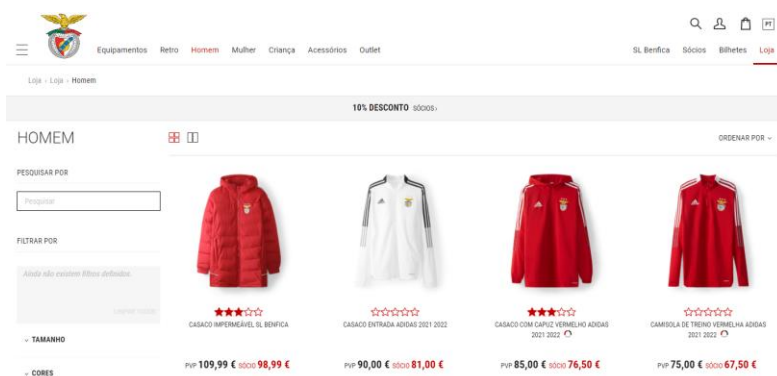 PT
Equipamentos Retro Homem Mulher Criança Acessórios Outlet
SL Benfica Sócios Bilhetes Loja
Loja › Loja › Homem
10% DESCONTO SÓCIOS ›
HOMEM
ORDENAR POR
PESQUISAR POR
Pesquisar
FILTRAR POR
Ainda não existem filtros definidos.
LIMPAR TUDO
TAMANHO
CORES
CASACO IMPERMEÁVEL SL BENFICA
PVP 109,99 € SÓCIO 98,99 €
CASACO ENTRADA ADIDAS 2021 2022
PVP 90,00 € SÓCIO 81,00 €
CASACO COM CAPUZ VERMELHO ADIDAS
2021 2022
PVP 85,00 € SÓCIO 76,50 €
CAMISOLA DE TREINO VERMELHA ADIDAS
2021 2022
PVP 75,00 € SÓCIO 67,50 €